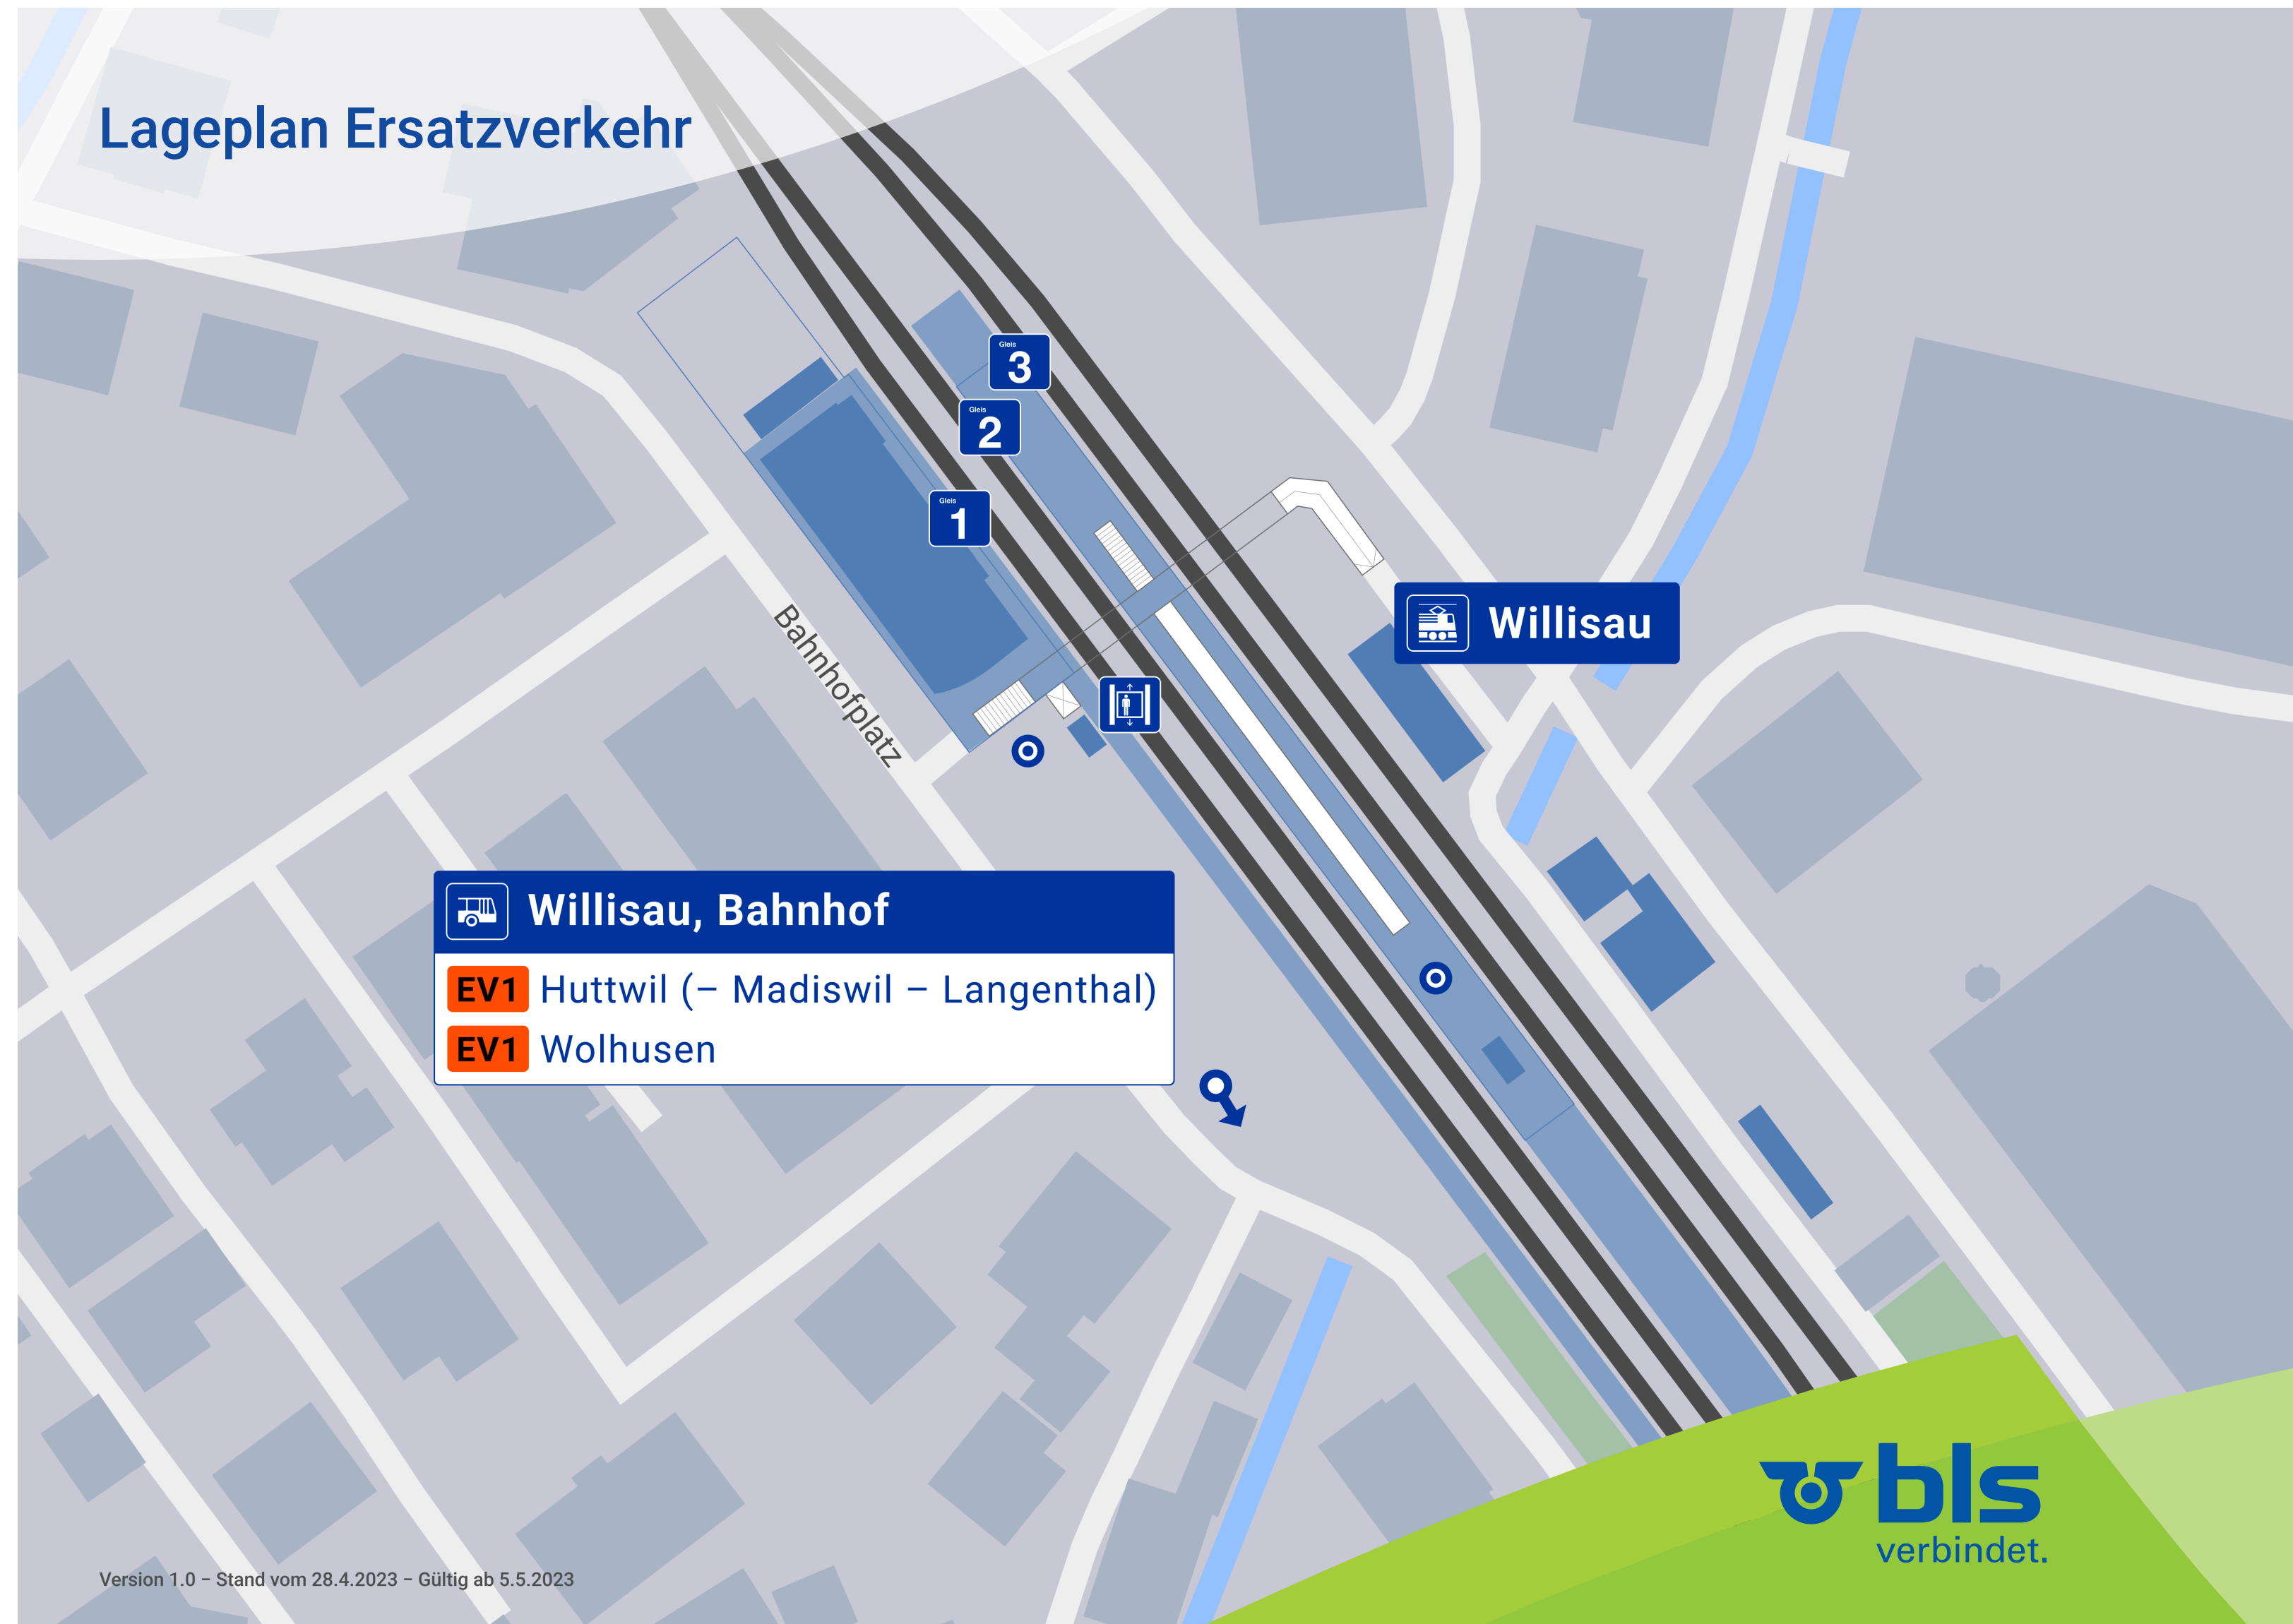 Lageplan Ersatzverkehr
Gleis
3
Gleis
2
Gleis
1
Willisau
Bahnhofplatz
Willisau, Bahnhof
EV1 Huttwil (– Madiswil – Langenthal)
EV1 Wolhusen
bls
verbindet.
Version 1.0 – Stand vom 28.4.2023 – Gültig ab 5.5.2023